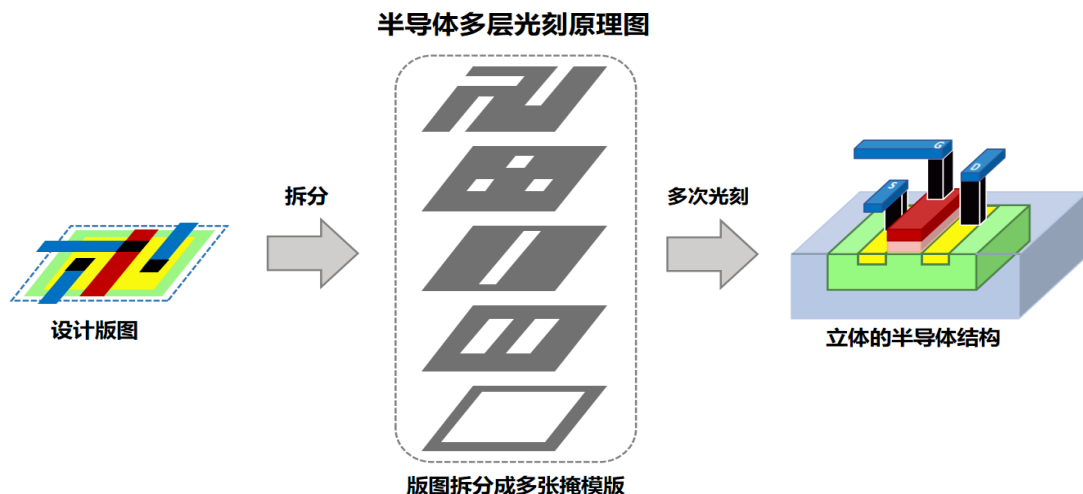 半导体多层光刻原理图
拆分
多次光刻
G
D
S
设计版图
立体的半导体结构
版图拆分成多张掩模版